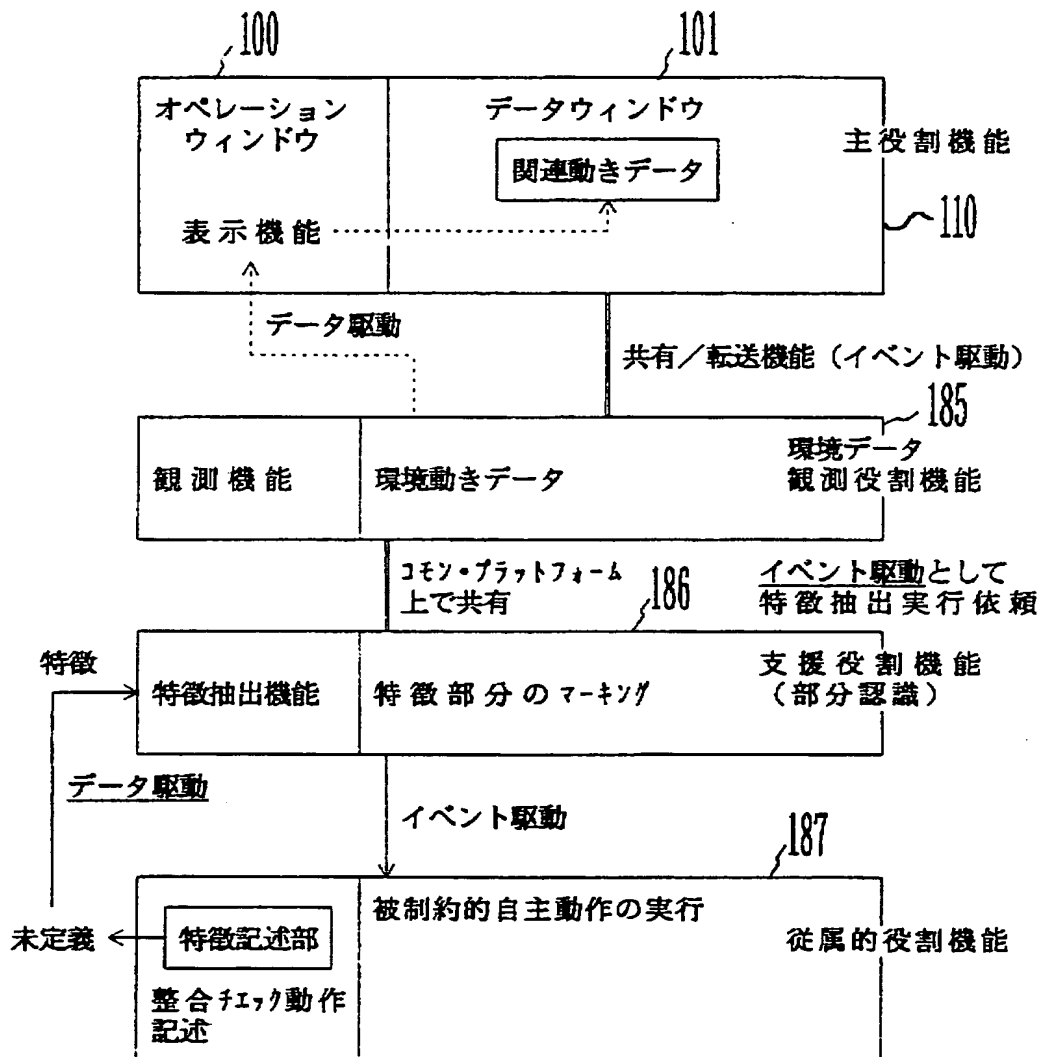 100
101
オペレーション
ウィンドウ
データウィンドウ
関連動きデータ
主役割機能
表示機能
110
データ駆動
共有／転送機能（イベント駆動）
185
観測機能
環境動きデータ
環境データ
観測役割機能
コモン・プラットフォーム
上で共有
186
イベント駆動として
特徴抽出実行依頼
特徴
特徴抽出機能
特徴部分のマーキング
支援役割機能
（部分認識）
データ駆動
イベント駆動
187
被制約的自主動作の実行
未定義
特徴記述部
従属的役割機能
整合チェック動作
記述